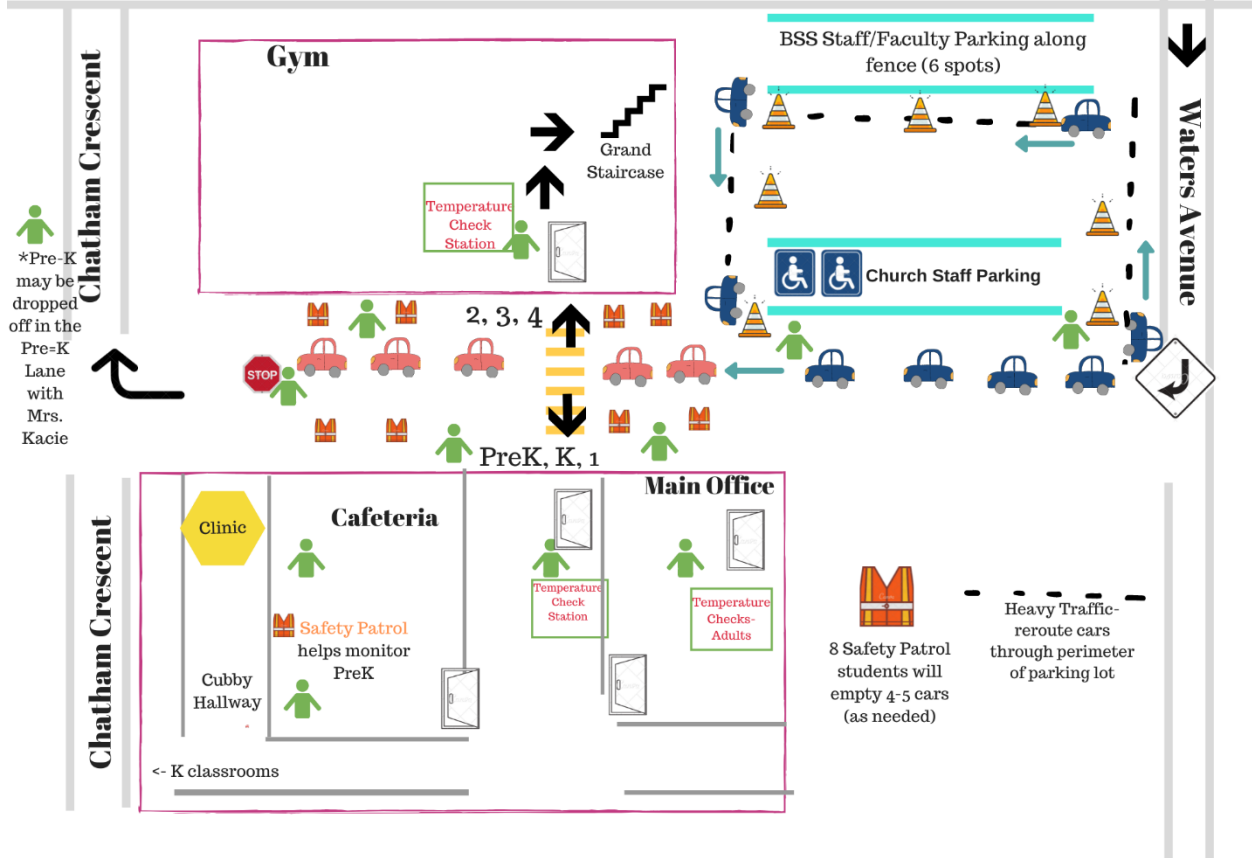 Gym
Grand
Staircase
Temperature
Check
Station
2, 3, 4
BSS Staff/Faculty Parking along
fence (6 spots)
Church Staff Parking
Waters Avenue
Chatham Crescent
*Pre-K
may be
dropped
off in the
Pre=K
Lane
with
Mrs.
Kacie
STOP
PreK, K, 1
Main Office
Clinic
Cafeteria
Temperature
Check
Station
Temperature
Checks-
Adults
Safety Patrol
helps monitor
PreK
Cubby
Hallway
<- K classrooms
Chatham Crescent
8 Safety Patrol
students will
empty 4-5 cars
(as needed)
Heavy Traffic-
reroute cars
through perimeter
of parking lot